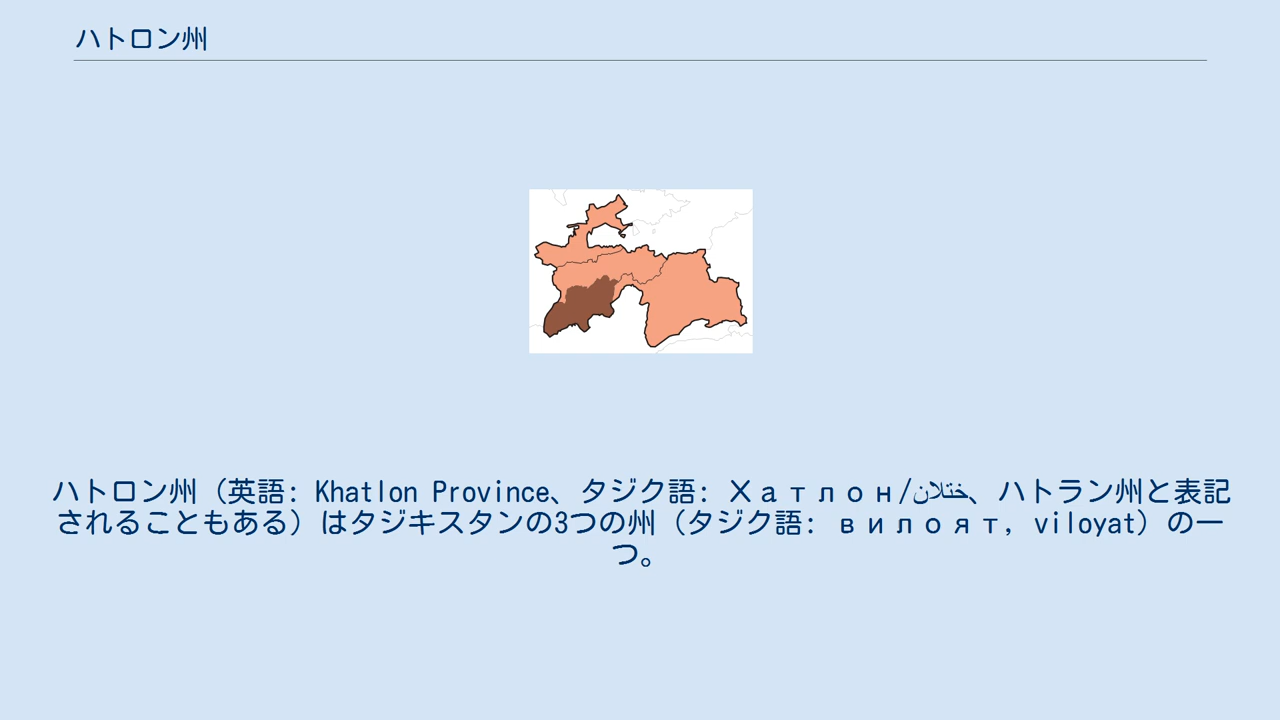 ハトロン州
ハトロン州（英語: Khatlon Province、タジク語: Хатлон/ختلان、ハトラン州と表記
されることもある）はタジキスタンの3つの州（タジク語: вилоят, viloyat）の一
つ。